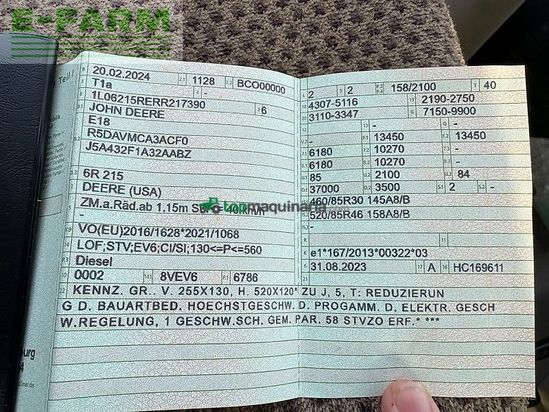 E-FARM
20.02.2024 1128 BCO00000
T1a -
1L06215RERR217390 6
JOHN DEERE
E18
R5DAVMCA3ACF0
J5A432F1A32AABZ
6R 215
DEERE (USA)
ZM.a.Räd.ab 1,15m 40km/h
-
VO(EU)2016/1628*2021/1068
LOF;STV;EV6;CI/SI;130<=P<=560
Diesel
0002 8VEV6 6786
2 2 158/2100 40
4307-5116 2190-2750
3110-3347 7150-9900
- -
- 13450 13450
6180 10270
6180 10270
85 2100 84
37000 3500 2 -
460/85R30 145A8/B
520/85R46 158A8/B
-
e1*167/2013*00322*03
31.08.2023 A HC169611
KENNZ. GR.. V. 255X130, H. 520X120* ZU J, 5, T: REDUZIERUN
G D. BAUARTBED. HOECHSTGESCHW. D. PROGAMM. D. ELEKTR. GESCH
W.REGELUNG, 1 GESCHW.SCH. GEM. PAR. 58 STVZO ERF.* ***
topmaquinaria